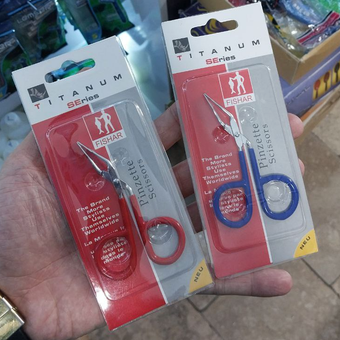 TITANUM
SEries
FISHAR
Pinzette
Scissors
The Brand
More
Stylists
Use
Themselves
Worldwide
NEU
TITANUM
SEries
FISHAR
Pinzette
Scissors
The Brand
More
Stylists
Use
Themselves
Worldwide
NEU